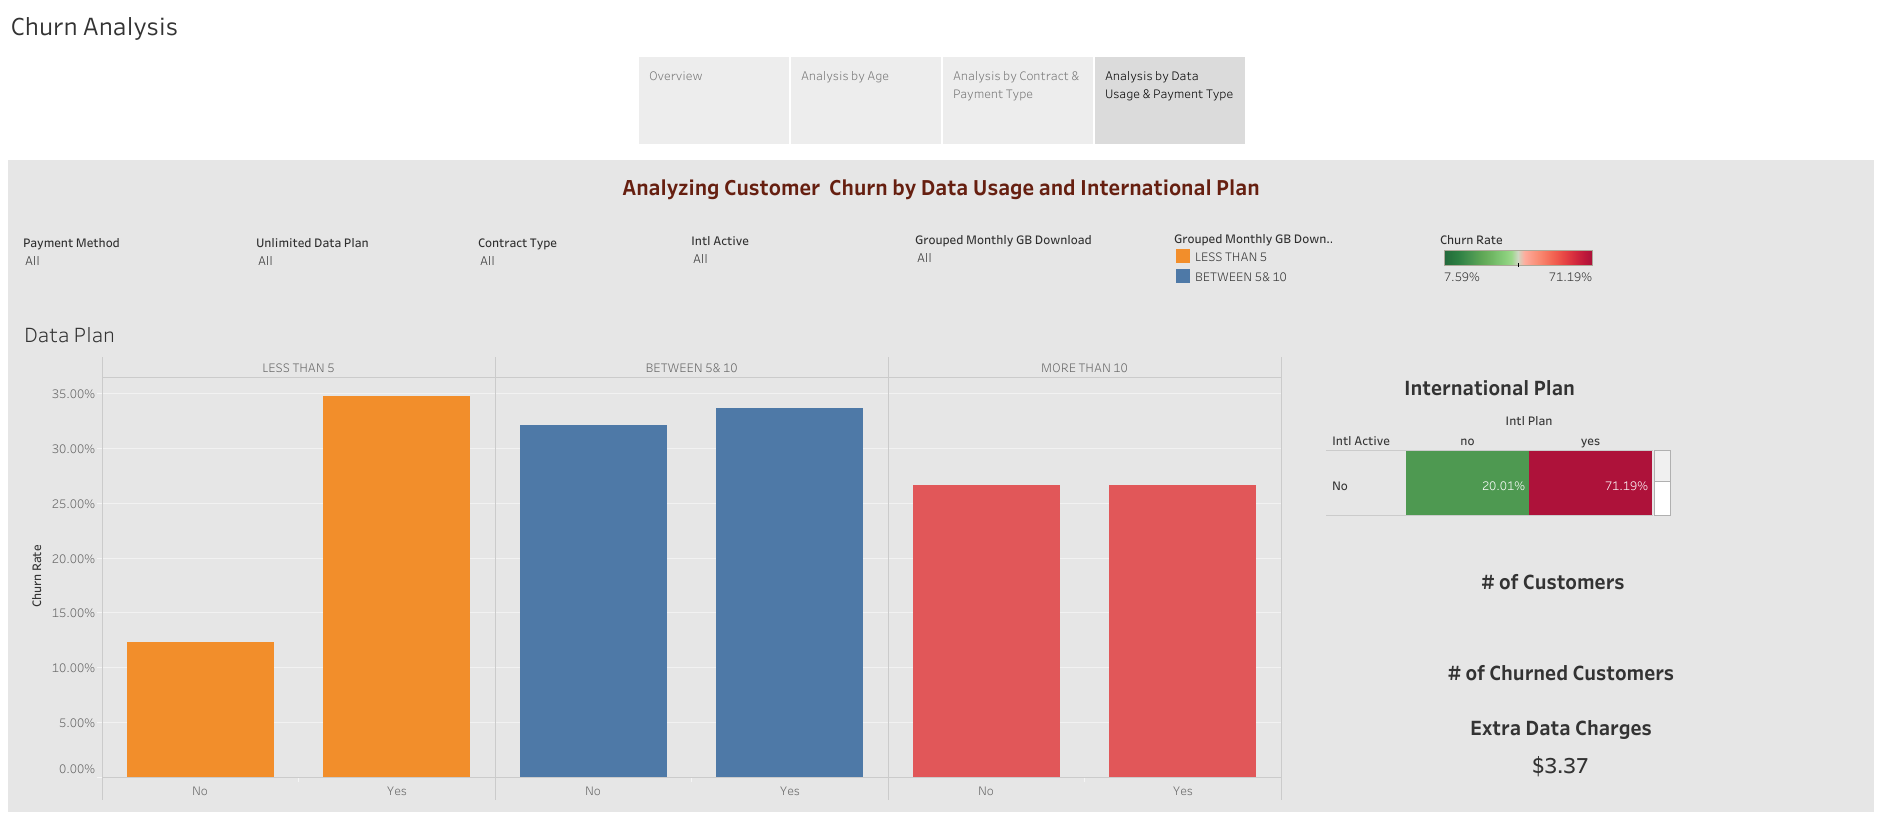 Churn Analysis
Overview
Analysis by Age
Analysis by Contract &
Payment Type
Analysis by Data
Usage & Payment Type
Analyzing Customer  Churn by Data Usage and International Plan
Payment Method
All
Unlimited Data Plan
All
Contract Type
All
Intl Active
All
Grouped Monthly GB Download
All
Grouped Monthly GB Down..
LESS THAN 5
BETWEEN 5& 10
Churn Rate
7.59% 71.19%
Data Plan
LESS THAN 5 BETWEEN 5& 10 MORE THAN 10
35.00%
30.00%
25.00%
20.00%
15.00%
10.00%
5.00%
0.00%
Churn Rate
No Yes No Yes No Yes
International Plan
Intl Plan
Intl Active no yes
No 20.01% 71.19%
# of Customers
# of Churned Customers
Extra Data Charges
$3.37